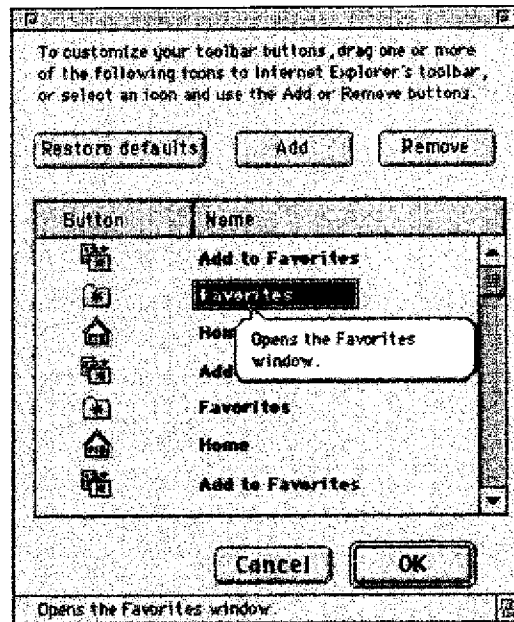 To customize your toolbar buttons, drag one or more
of the following icons to Internet Explorer's toolbar,
or select an icon and use the Add or Remove buttons.
Restore defaults Add Remove
Button Name
Add to Favorites
Favorites
Hom
Opens the Favorites
window.
Add
Favorites
Home
Add to Favorites
Cancel OK
Opens the Favorites window.